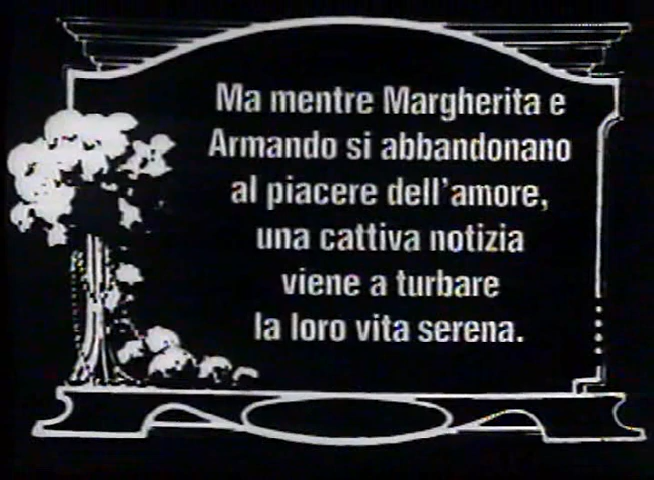 Ma mentre Margherita e
Armando si abbandonano
al piacere dell'amore,
una cattiva notizia
viene a turbare
la loro vita serena.